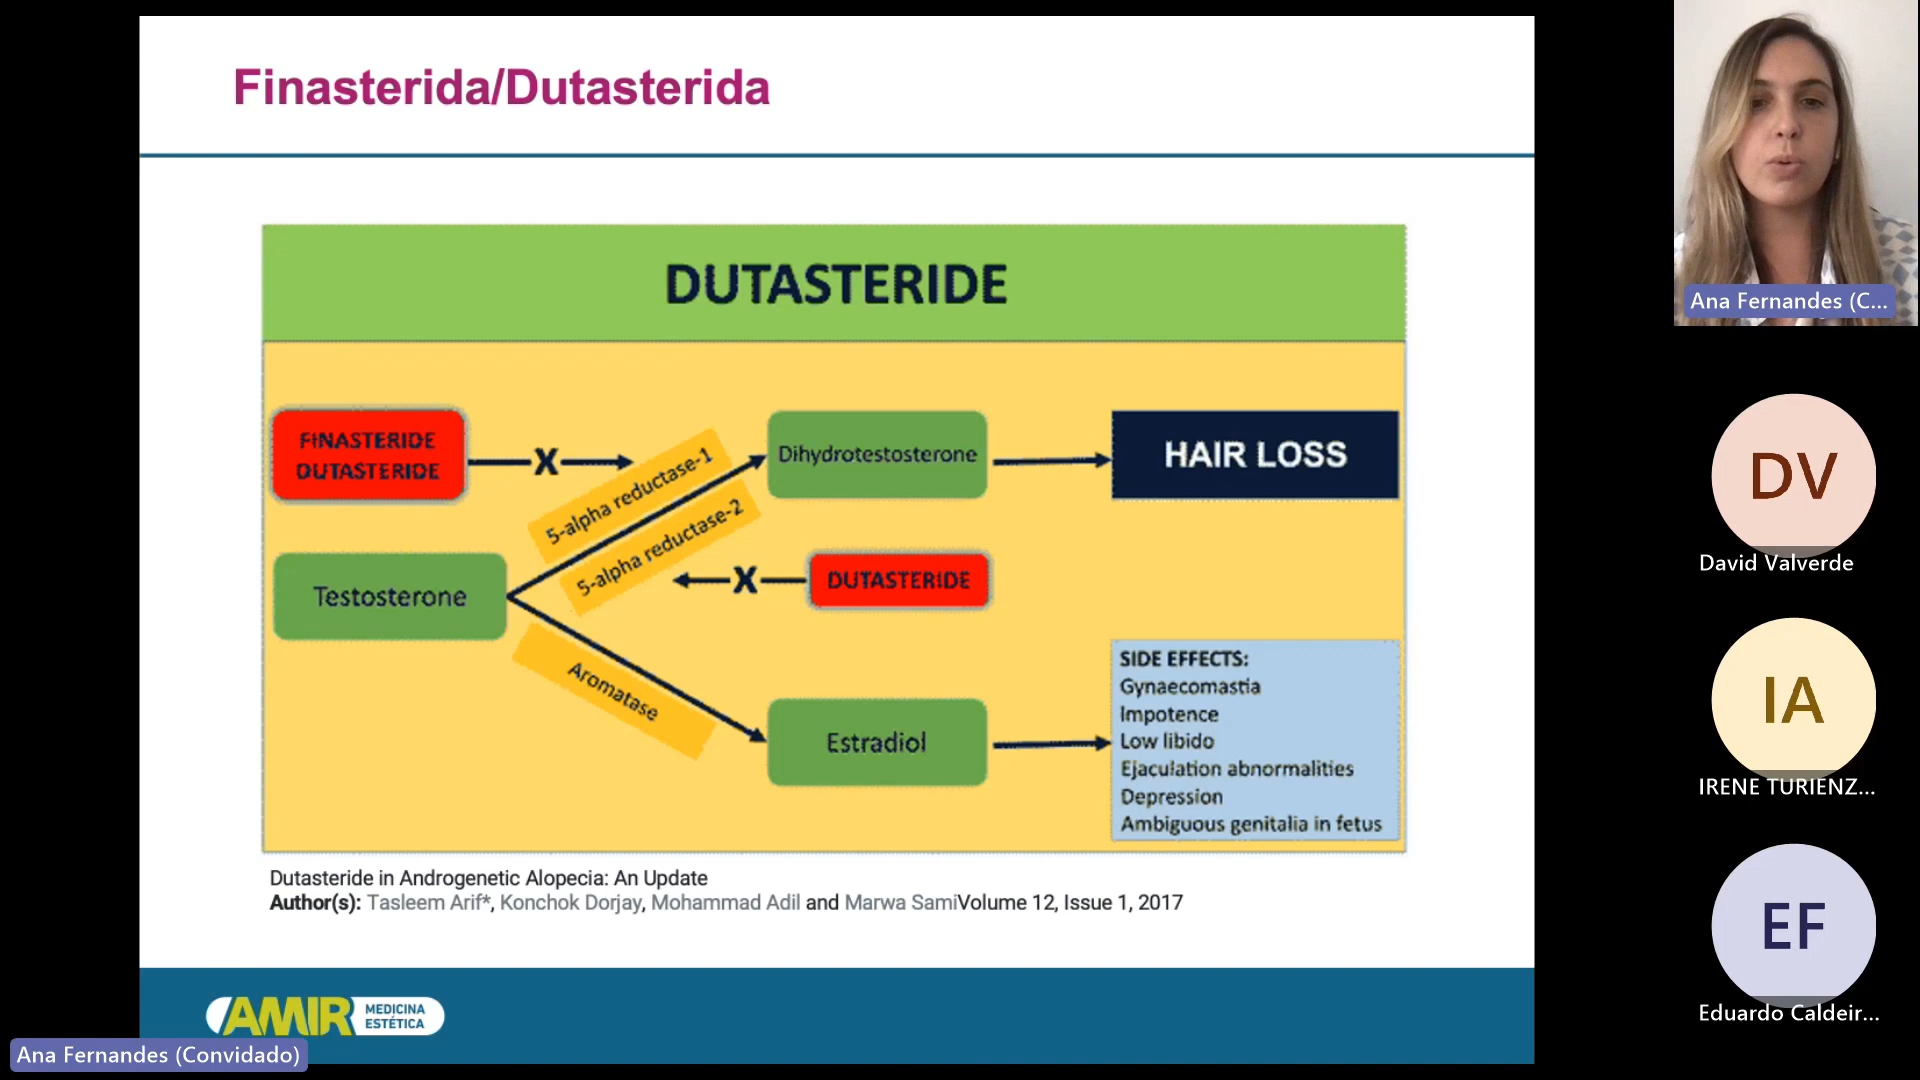 Finasterida/Dutasterida
DUTASTERIDE
FINASTERIDE
DUTASTERIDE
X
5-alpha reductase-1
5-alpha reductase-2
Dihydrotestosterone
HAIR LOSS
Testosterone
X
DUTASTERIDE
Aromatase
Estradiol
SIDE EFFECTS:
Gynaecomastia
Impotence
Low libido
Ejaculation abnormalities
Depression
Ambiguous genitalia in fetus
Dutasteride in Androgenetic Alopecia: An Update
Author(s): Tasleem Arif*, Konchok Dorjay, Mohammad Adil and Marwa SamiVolume 12, Issue 1, 2017
AMIR
MEDICINA
ESTÉTICA
Ana Fernandes (Convidado)
Ana Fernandes (C...
DV
David Valverde
IA
IRENE TURIENZ...
EF
Eduardo Caldeir...